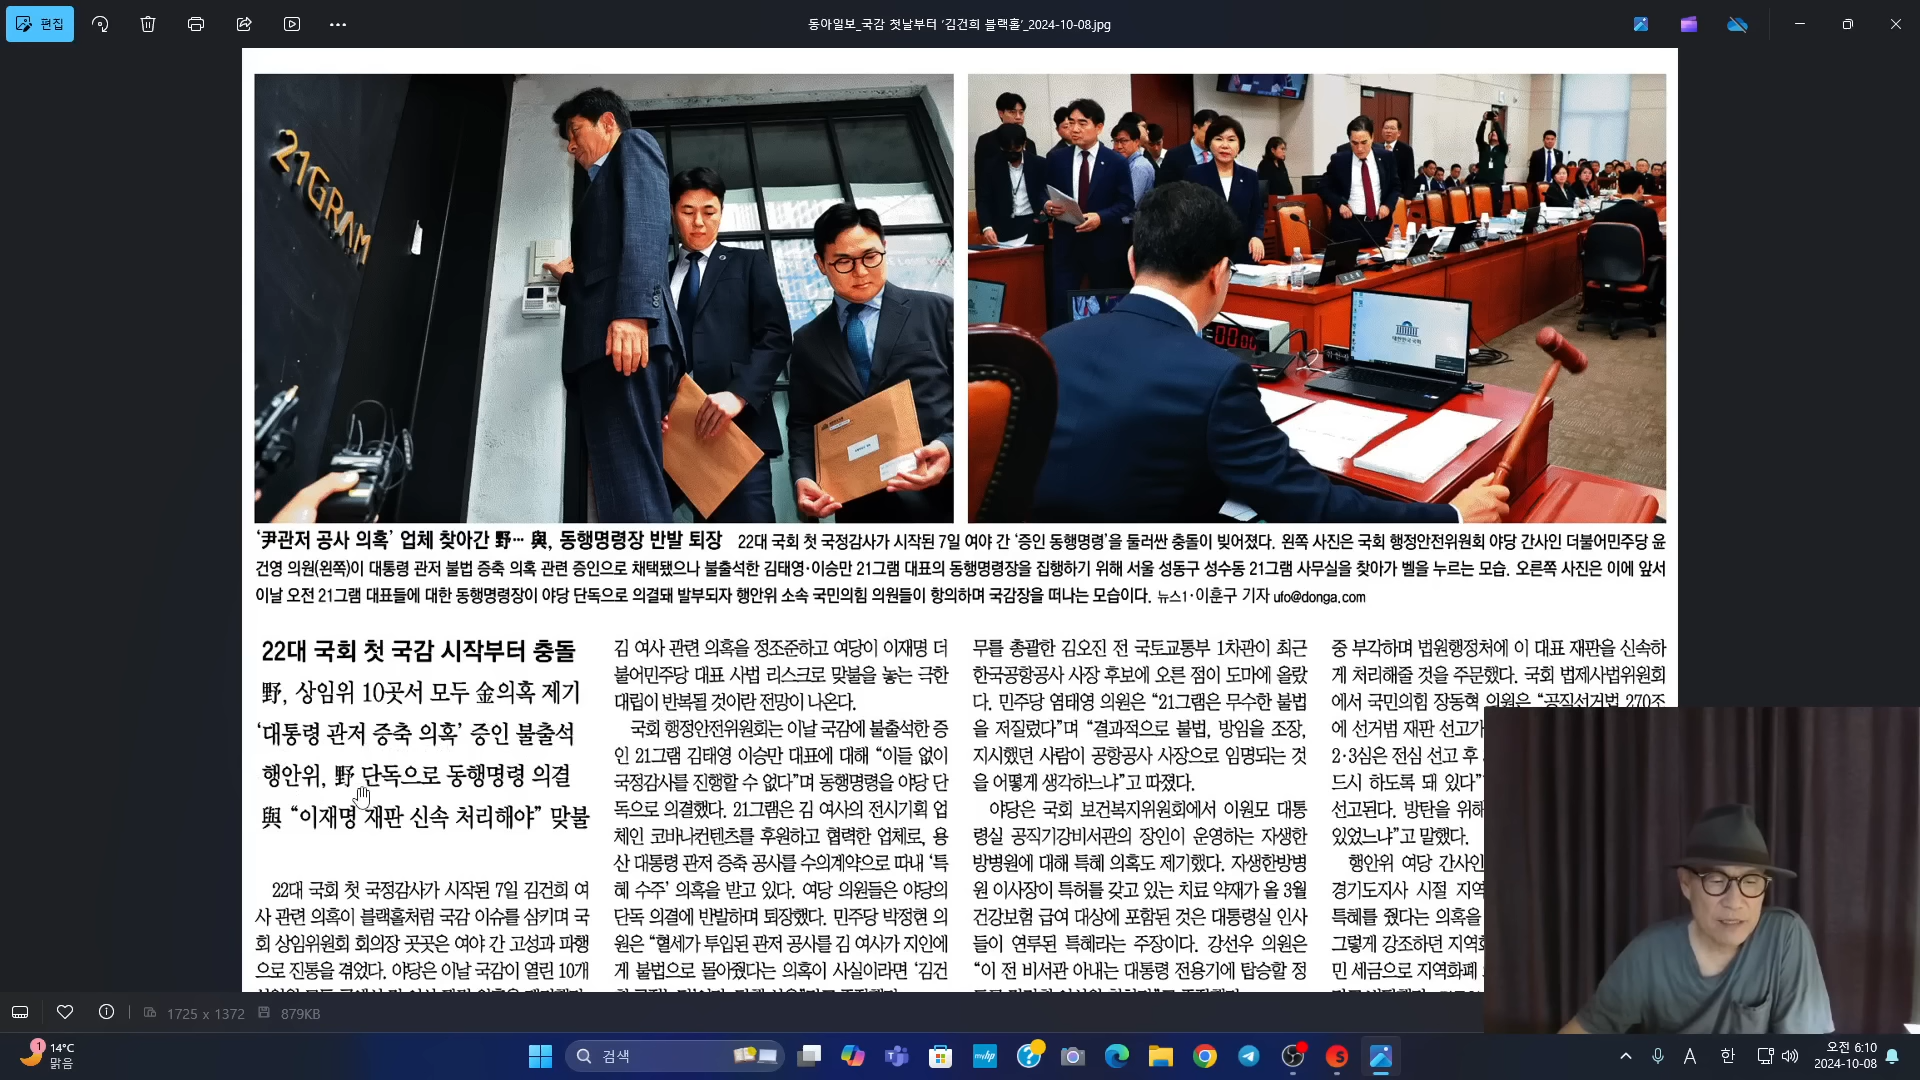 편집
동아일보_국감 첫날부터 '김건희 블랙홀'_2024-10-08.jpg
21GRAM
00:00
대한민국 국회
'尹관저 공사 의혹' 업체 찾아간 野… 與, 동행명령장 반발 퇴장 22대 국회 첫 국정감사가 시작된 7일 여야 간 '증인 동행명령'을 둘러싼 충돌이 빚어졌다. 왼쪽 사진은 국회 행정안전위원회 야당 간사인 더불어민주당 윤
건영 의원(왼쪽)이 대통령 관저 불법 증축 의혹 관련 증인으로 채택됐으나 불출석한 김태영·이승만 21그램 대표의 동행명령장을 집행하기 위해 서울 성동구 성수동 21그램 사무실을 찾아가 벨을 누르는 모습. 오른쪽 사진은 이에 앞서
이날 오전 21그램 대표들에 대한 동행명령장이 야당 단독으로 의결돼 발부되자 행안위 소속 국민의힘 의원들이 항의하며 국감장을 떠나는 모습이다. 뉴스1·이훈구 기자 ufo@donga.com
22대 국회 첫 국감 시작부터 충돌
野, 상임위 10곳서 모두 金의혹 제기
'대통령 관저 증축 의혹' 증인 불출석
행안위, 野 단독으로 동행명령 의결
與 "이재명 재판 신속 처리해야" 맞불
22대 국회 첫 국정감사가 시작된 7일 김건희 여
사 관련 의혹이 블랙홀처럼 국감 이슈를 삼키며 국
회 상임위원회 회의장 곳곳은 여야 간 고성과 파행
으로 진통을 겪었다. 야당은 이날 국감이 열린 10개
김 여사 관련 의혹을 정조준하고 여당이 이재명 더
불어민주당 대표 사법 리스크로 맞불을 놓는 극한
대립이 반복될 것이란 전망이 나온다.
국회 행정안전위원회는 이날 국감에 불출석한 증
인 21그램 김태영 이승만 대표에 대해 "이들 없이
국정감사를 진행할 수 없다"며 동행명령을 야당 단
독으로 의결했다. 21그램은 김 여사의 전시기획 업
체인 코바나컨텐츠를 후원하고 협력한 업체로, 용
산 대통령 관저 증축 공사를 수의계약으로 따내 '특
혜 수주' 의혹을 받고 있다. 여당 의원들은 야당의
단독 의결에 반발하며 퇴장했다. 민주당 박정현 의
원은 "혈세가 투입된 관저 공사를 김 여사가 지인에
게 불법으로 몰아줬다는 의혹이 사실이라면 '김건
무를 총괄한 김오진 전 국토교통부 1차관이 최근
한국공항공사 사장 후보에 오른 점이 도마에 올랐
다. 민주당 염태영 의원은 "21그램은 무수한 불법
을 저질렀다"며 "결과적으로 불법, 방임을 조장,
지시했던 사람이 공항공사 사장으로 임명되는 것
을 어떻게 생각하느냐"고 따졌다.
야당은 국회 보건복지위원회에서 이원모 대통
령실 공직기강비서관의 장인이 운영하는 자생한
방병원에 대해 특혜 의혹도 제기했다. 자생한방병
원 이사장이 특허를 갖고 있는 치료 약재가 올 3월
건강보험 급여 대상에 포함된 것은 대통령실 인사
들이 연루된 특혜라는 주장이다. 강선우 의원은
"이 전 비서관 아내는 대통령 전용기에 탑승할 정
중 부각하며 법원행정처에 이 대표 재판을 신속하
게 처리해줄 것을 주문했다. 국회 법제사법위원회
에서 국민의힘 장동혁 의원은 "공직선거법 270조
에 선거범 재판 선고가
2·3심은 전심 선고 후
드시 하도록 돼 있다"
선고된다. 방탄을 위해
있었느냐"고 말했다.
행안위 여당 간사인
경기도지사 시절 지역
특혜를 줬다는 의혹을
그렇게 강조하던 지역화
민 세금으로 지역화폐
1725 x 1372 879KB
1
14°C
맑음
검색
myhp
A
한
오전 6:10
2024-10-08